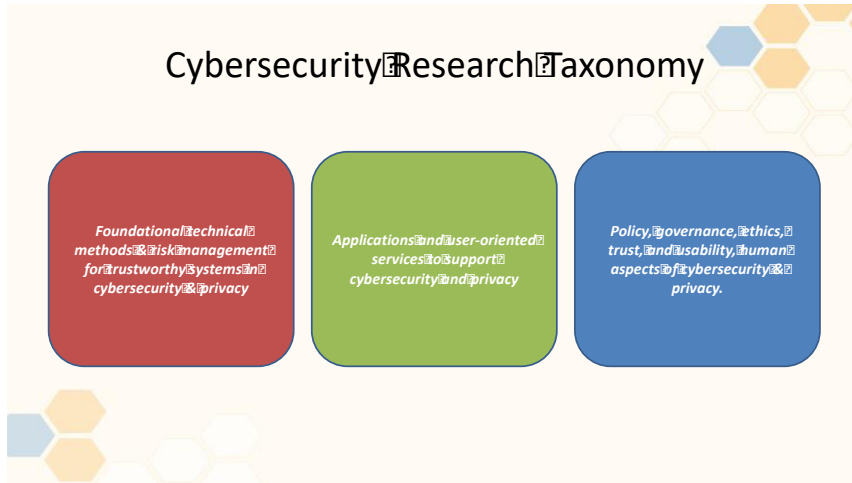 Cybersecurity Research Taxonomy
Foundational technical
methods & risk management
for trustworthy systems in
cybersecurity & privacy
Applications and user-oriented
services to support
cybersecurity and privacy
Policy, governance, ethics,
trust, and usability, human
aspects of cybersecurity &
privacy.